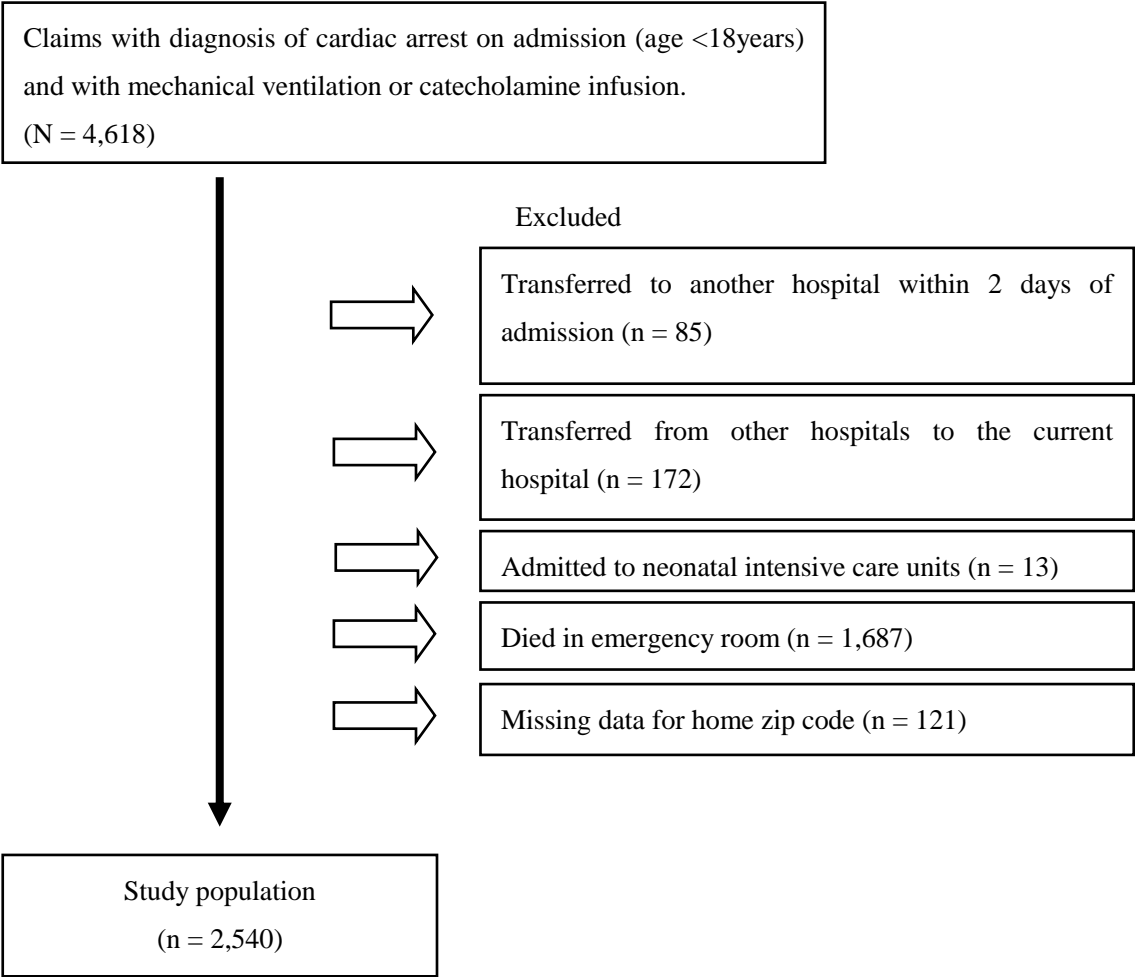 Claims with diagnosis of cardiac arrest on admission (age <18years)
and with mechanical ventilation or catecholamine infusion.
(N = 4,618)
Excluded
Transferred to another hospital within 2 days of
admission (n = 85)
Transferred from other hospitals to the current
hospital (n = 172)
Admitted to neonatal intensive care units (n = 13)
Died in emergency room (n = 1,687)
Missing data for home zip code (n = 121)
Study population
(n = 2,540)